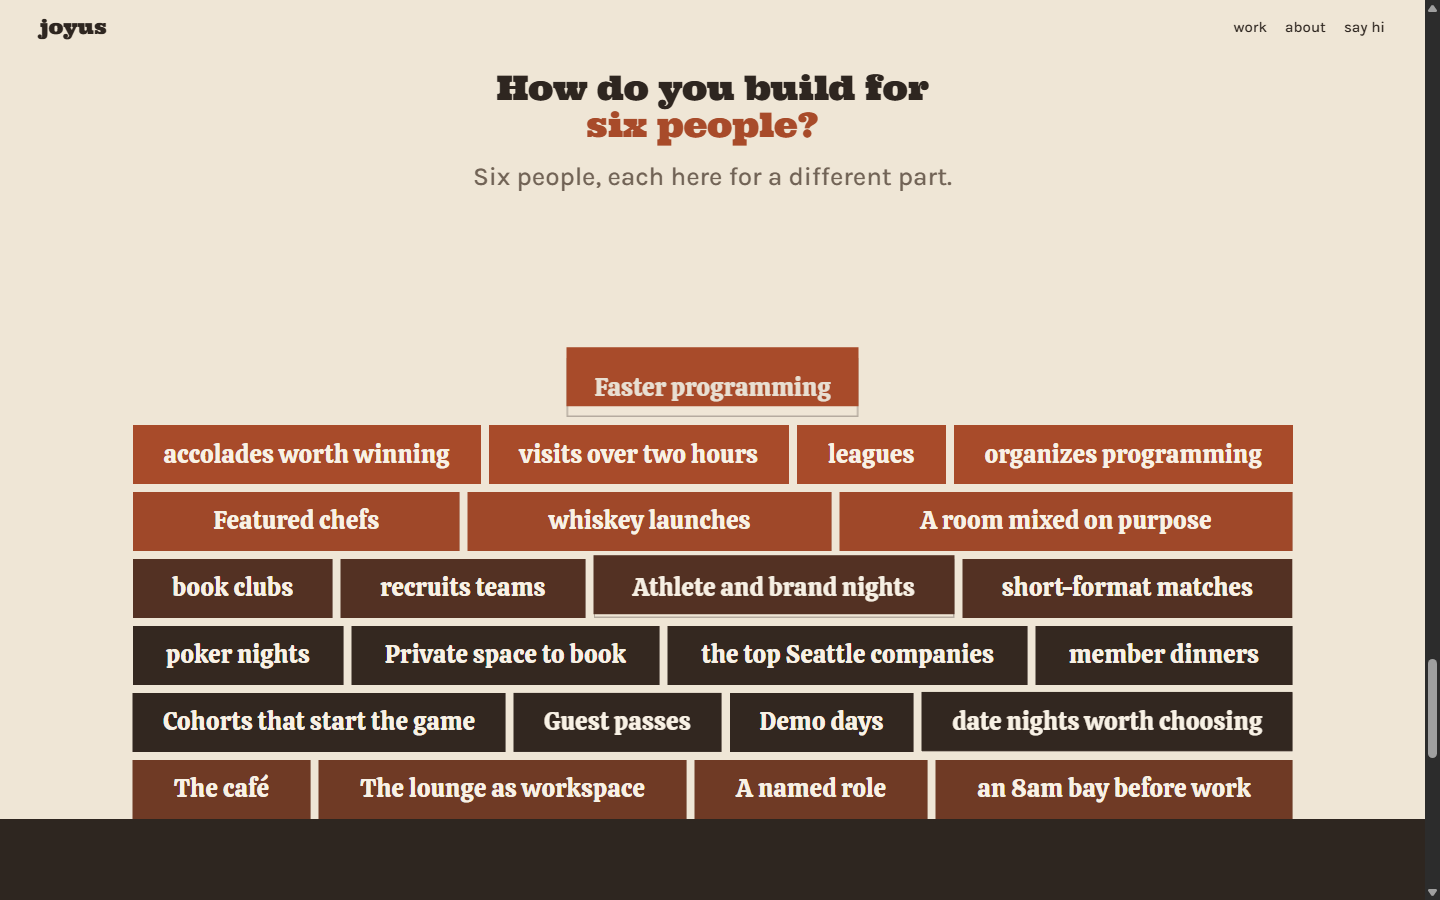 joyus
work about say hi
How do you build for
six people?
Six people, each here for a different part.
Faster programming
accolades worth winning visits over two hours leagues organizes programming
Featured chefs whiskey launches A room mixed on purpose
book clubs recruits teams Athlete and brand nights short-format matches
poker nights Private space to book the top Seattle companies member dinners
Cohorts that start the game Guest passes Demo days date nights worth choosing
The café The lounge as workspace A named role an 8am bay before work